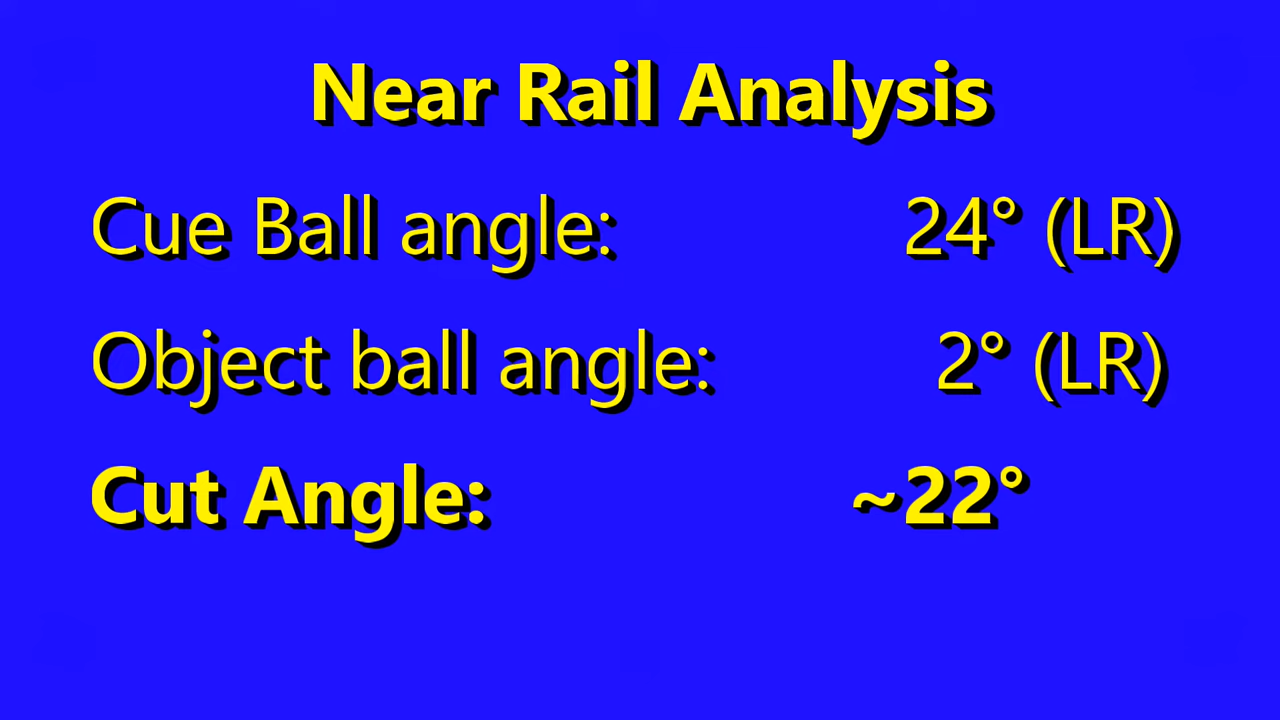 Near Rail Analysis
Cue Ball angle: 24° (LR)
Object ball angle: 2° (LR)
Cut Angle: ~22°